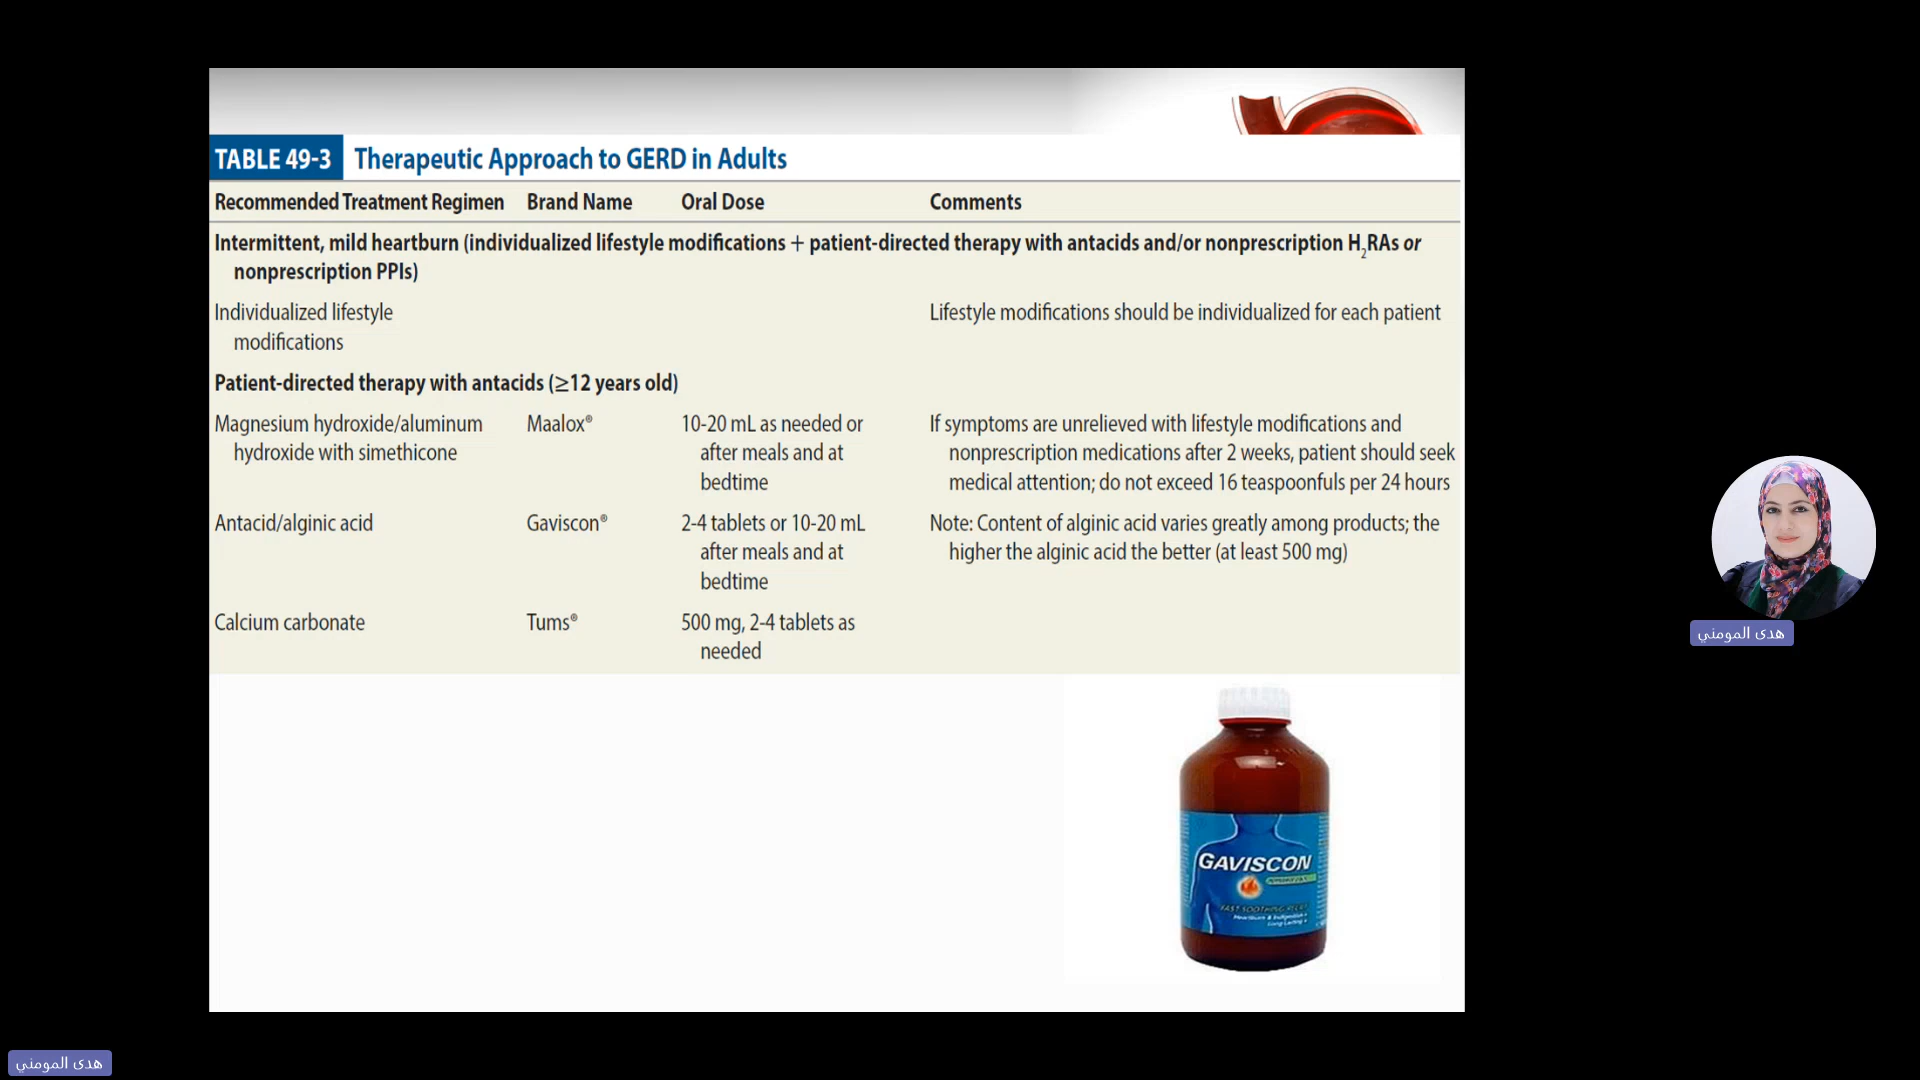 TABLE 49-3 Therapeutic Approach to GERD in Adults
Recommended Treatment Regimen Brand Name Oral Dose Comments
Intermittent, mild heartburn (individualized lifestyle modifications + patient-directed therapy with antacids and/or nonprescription H2RAs or
nonprescription PPIs)
Individualized lifestyle
modifications
Lifestyle modifications should be individualized for each patient
Patient-directed therapy with antacids (≥12 years old)
Magnesium hydroxide/aluminum
hydroxide with simethicone
Maalox®
10-20 mL as needed or
after meals and at
bedtime
If symptoms are unrelieved with lifestyle modifications and
nonprescription medications after 2 weeks, patient should seek
medical attention; do not exceed 16 teaspoonfuls per 24 hours
Antacid/alginic acid
Gaviscon®
2-4 tablets or 10-20 mL
after meals and at
bedtime
Note: Content of alginic acid varies greatly among products; the
higher the alginic acid the better (at least 500 mg)
Calcium carbonate
Tums®
500 mg, 2-4 tablets as
needed
GAVISCON
FAST SOOTHING RELIEF
Heartburn & Indigestion
Long Lasting
هدى المومني
هدى المومني